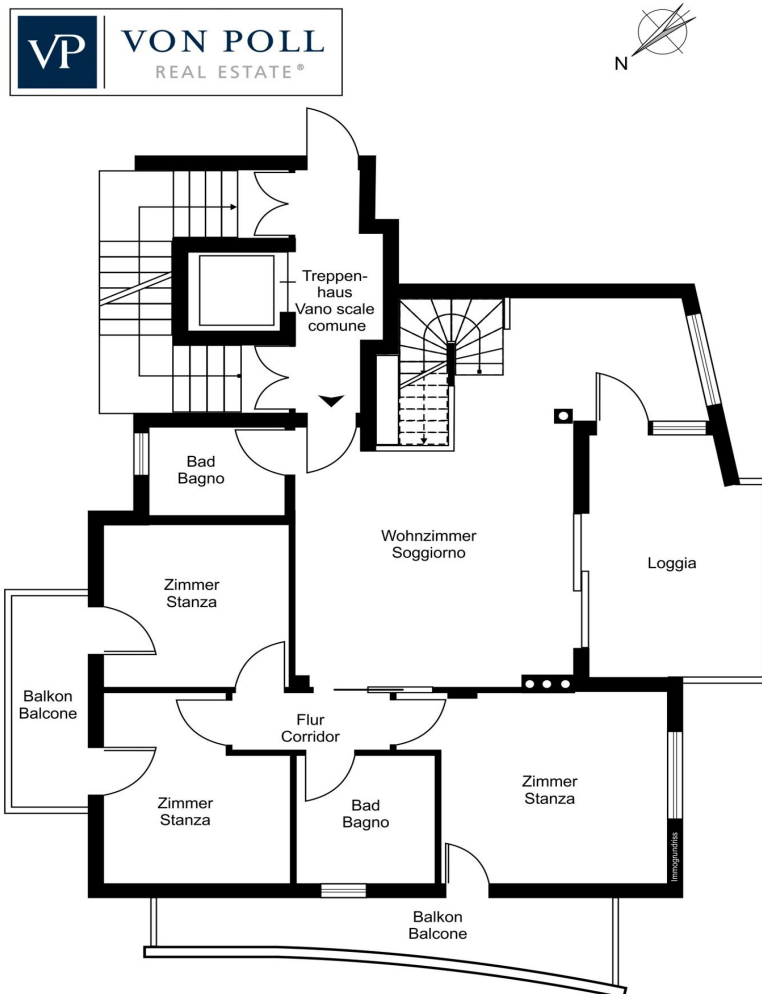 VP VON POLL
REAL ESTATE®
N
Treppen-
haus
Vano scale
comune
Bad
Bagno
Wohnzimmer
Soggiorno
Loggia
Zimmer
Stanza
Balkon
Balcone
Flur
Corridor
Zimmer
Stanza
Zimmer
Stanza
Bad
Bagno
Immogrundriss
Balkon
Balcone